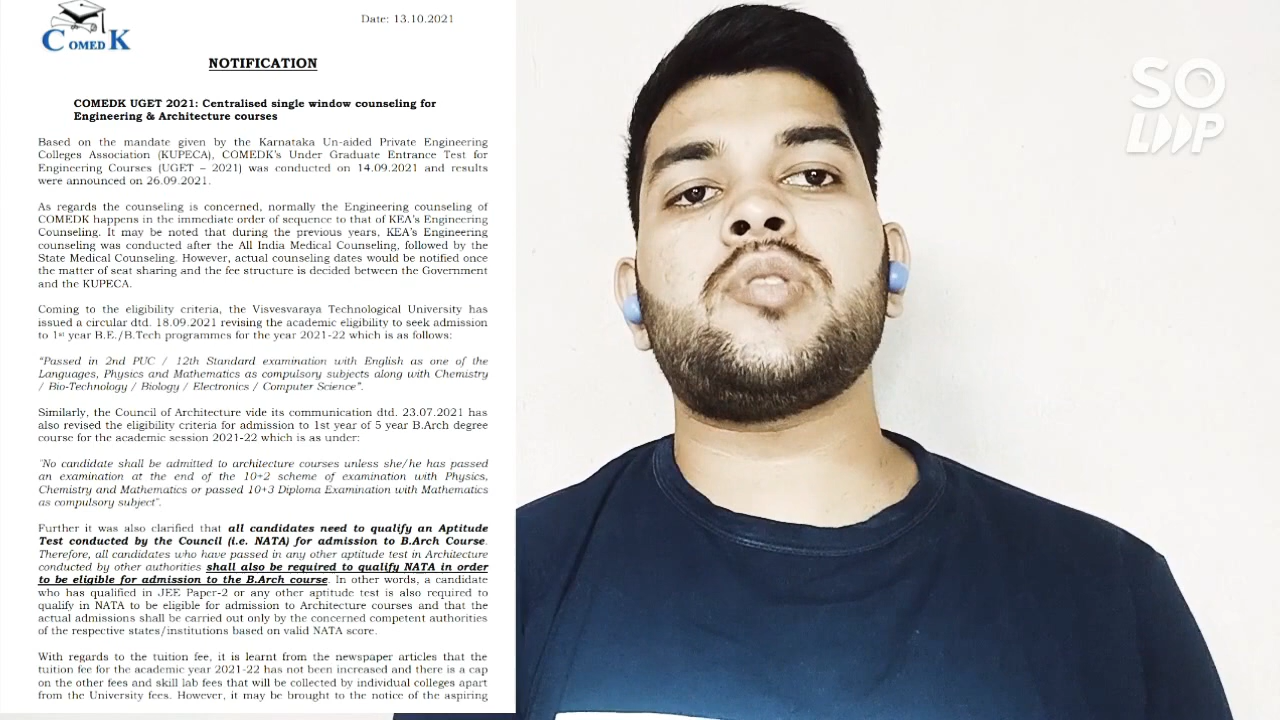 COMEDK
Date: 13.10.2021
NOTIFICATION
COMEDK UGET 2021: Centralised single window counseling for
Engineering & Architecture courses
Based on the mandate given by the Karnataka Un-aided Private Engineering
Colleges Association (KUPECA), COMEDK's Under Graduate Entrance Test for
Engineering Courses (UGET – 2021) was conducted on 14.09.2021 and results
were announced on 26.09.2021.
As regards the counseling is concerned, normally the Engineering counseling of
COMEDK happens in the immediate order of sequence to that of KEA's Engineering
Counseling. It may be noted that during the previous years, KEA's Engineering
counseling was conducted after the All India Medical Counseling, followed by the
State Medical Counseling. However, actual counseling dates would be notified once
the matter of seat sharing and the fee structure is decided between the Government
and the KUPECA.
Coming to the eligibility criteria, the Visvesvaraya Technological University has
issued a circular dtd. 18.09.2021 revising the academic eligibility to seek admission
to 1st year B.E./B.Tech programmes for the year 2021-22 which is as follows:
"Passed in 2nd PUC / 12th Standard examination with English as one of the
Languages, Physics and Mathematics as compulsory subjects along with Chemistry
/ Bio-Technology / Biology / Electronics / Computer Science".
Similarly, the Council of Architecture vide its communication dtd. 23.07.2021 has
also revised the eligibility criteria for admission to 1st year of 5 year B.Arch degree
course for the academic session 2021-22 which is as under:
"No candidate shall be admitted to architecture courses unless she/he has passed
an examination at the end of the 10+2 scheme of examination with Physics,
Chemistry and Mathematics or passed 10+3 Diploma Examination with Mathematics
as compulsory subject".
Further it was also clarified that all candidates need to qualify an Aptitude
Test conducted by the Council (i.e. NATA) for admission to B.Arch Course.
Therefore, all candidates who have passed in any other aptitude test in Architecture
conducted by other authorities shall also be required to qualify NATA in order
to be eligible for admission to the B.Arch course. In other words, a candidate
who has qualified in JEE Paper-2 or any other aptitude test is also required to
qualify in NATA to be eligible for admission to Architecture courses and that the
actual admissions shall be carried out only by the concerned competent authorities
of the respective states/institutions based on valid NATA score.
With regards to the tuition fee, it is learnt from the newspaper articles that the
tuition fee for the academic year 2021-22 has not been increased and there is a cap
on the other fees and skill lab fees that will be collected by individual colleges apart
from the University fees. However, it may be brought to the notice of the aspiring
SO
LOOP